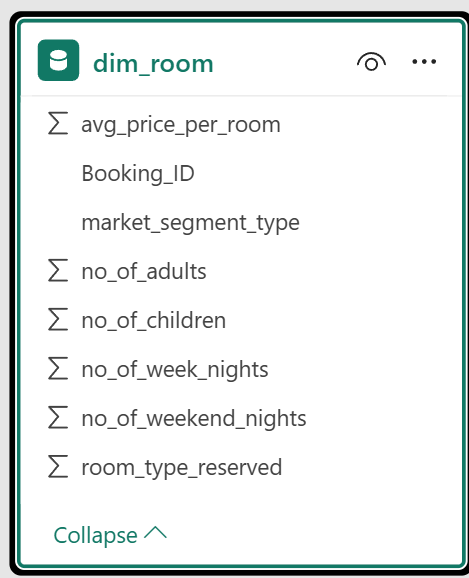 dim_room
avg_price_per_room
Booking_ID
market_segment_type
no_of_adults
no_of_children
no_of_week_nights
no_of_weekend_nights
room_type_reserved
Collapse